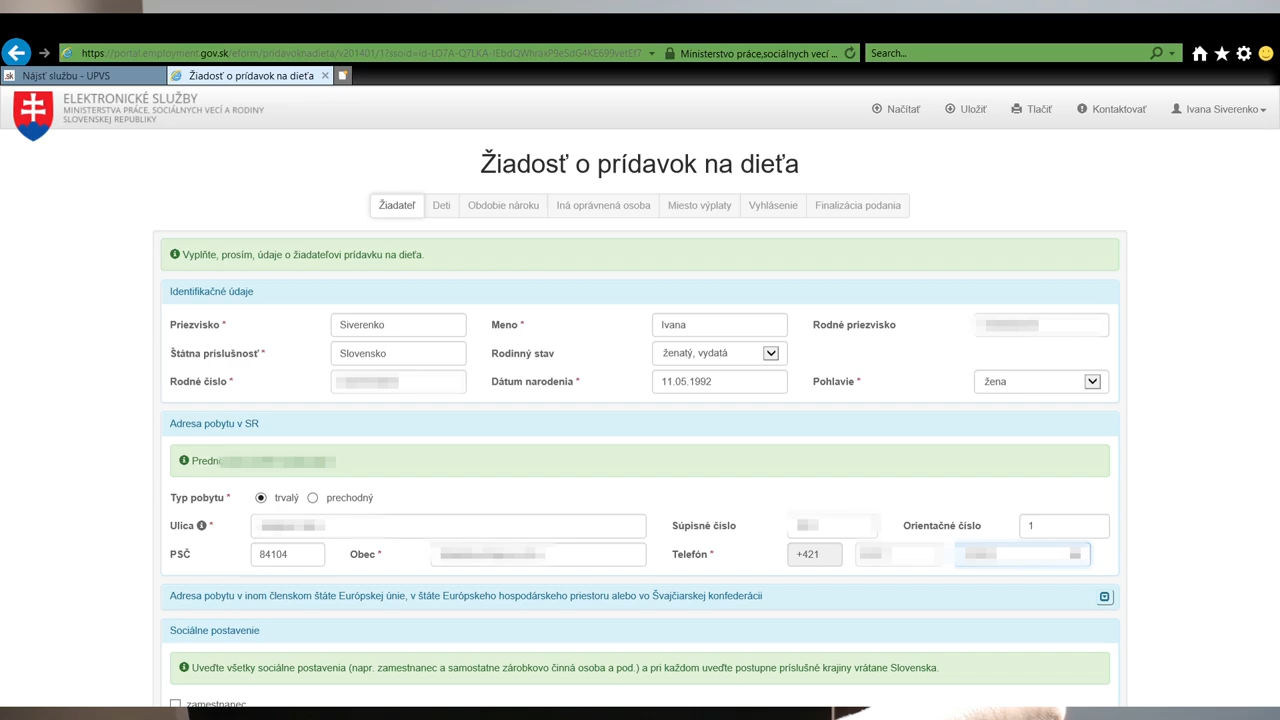 https://portal.employment.gov.sk/eform/pridavoknadieta/v201401/1?ssoid=id- Ministerstvo práce,sociálnych vecí ... Search...
Nájsť službu - UPVS Žiadosť o prídavok na dieťa
ELEKTRONICKÉ SLUŽBY
MINISTERSTVA PRÁCE, SOCIÁLNYCH VECÍ A RODINY
SLOVENSKEJ REPUBLIKY
Načítať Uložiť Tlačiť Kontaktovať Ivana Siverenko
Žiadosť o prídavok na dieťa
Žiadateľ Deti Obdobie nároku Iná oprávnená osoba Miesto výplaty Vyhlásenie Finalizácia podania
Vyplňte, prosím, údaje o žiadateľovi prídavku na dieťa.
Identifikačné údaje
Priezvisko * Siverenko Meno * Ivana Rodné priezvisko
Štátna príslušnosť * Slovensko Rodinný stav ženatý, vydatá
Rodné číslo * Dátum narodenia * 11.05.1992 Pohlavie * žena
Adresa pobytu v SR
Typ pobytu * trvalý prechodný
Ulica * Súpisné číslo Orientačné číslo 1
PSČ 84104 Obec * Telefón * +421
Adresa pobytu v inom členskom štáte Európskej únie, v štáte Európskeho hospodárskeho priestoru alebo vo Švajčiarskej konfederácii
Sociálne postavenie
Uveďte všetky sociálne postavenia (napr. zamestnanec a samostatne zárobkovo činná osoba a pod.) a pri každom uveďte postupne príslušné krajiny vrátane Slovenska.
zamestnanec